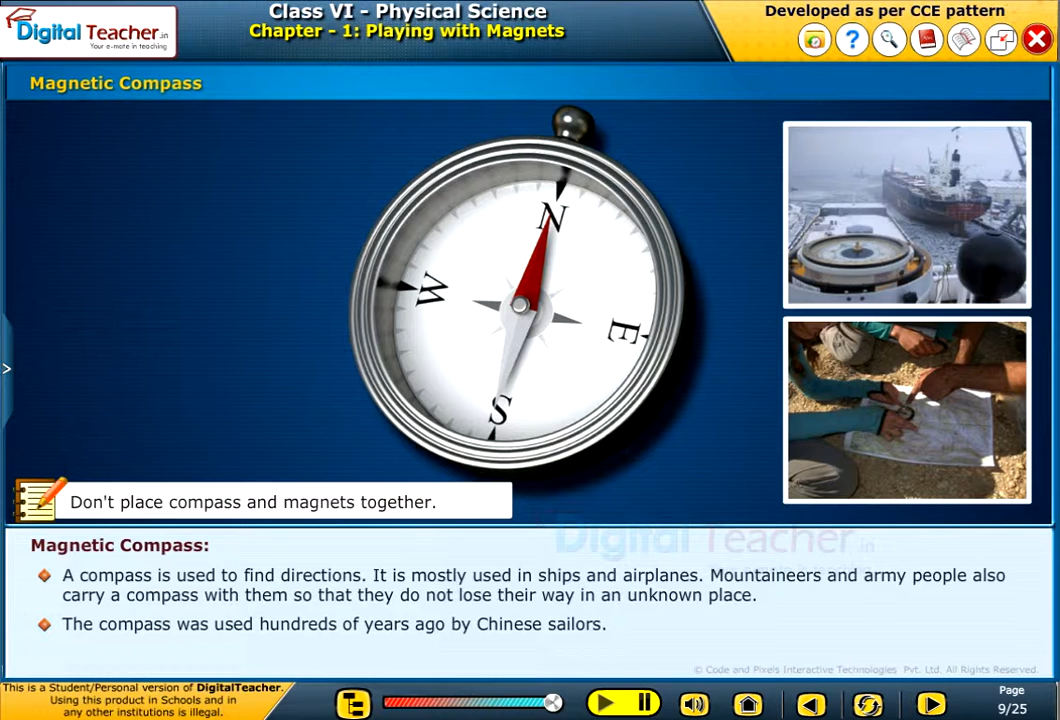 Class VI - Physical Science
Chapter - 1: Playing with Magnets
Developed as per CCE pattern
Digital Teacher.in
Your e-mate in teaching
?
Magnetic Compass
N
W
E
S
>
Don't place compass and magnets together.
Digital Teacher.in
Magnetic Compass:
A compass is used to find directions. It is mostly used in ships and airplanes. Mountaineers and army people also
carry a compass with them so that they do not lose their way in an unknown place.
The compass was used hundreds of years ago by Chinese sailors.
© Code and Pixels Interactive Technologies Pvt. Ltd. All Rights Reserved.
This is a Student/Personal version of DigitalTeacher.
Using this product in Schools and in
any other institutions is illegal.
Page
9/25